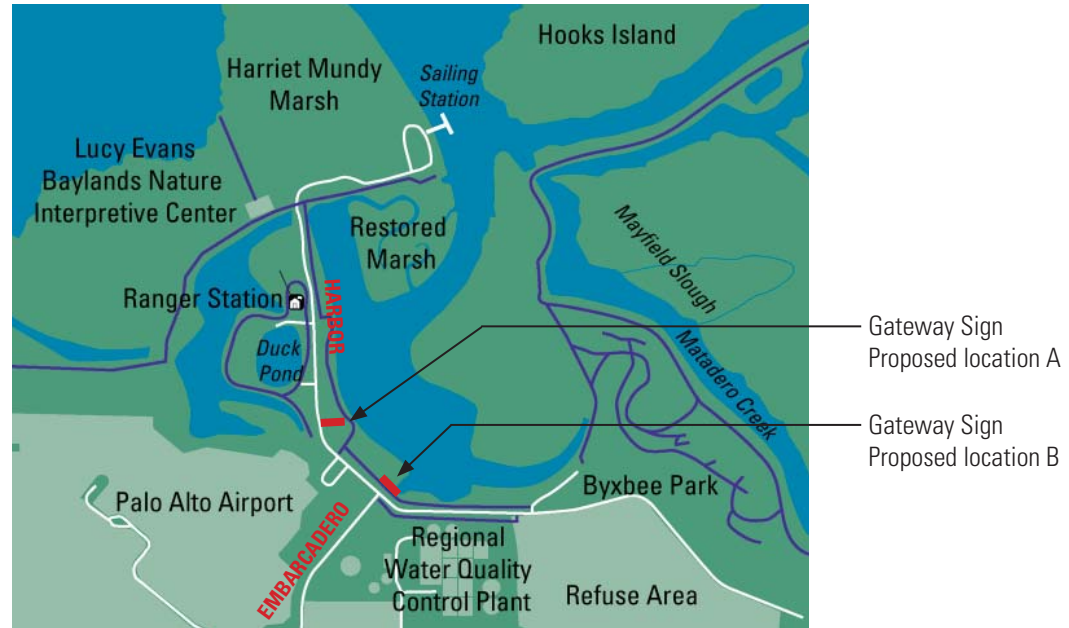 Hooks Island
Harriet Mundy
Marsh
Sailing
Station
Lucy Evans
Baylands Nature
Interpretive Center
Restored
Marsh
Mayfield Slough
Ranger Station
HARBOR
Duck
Pond
Matadero Creek
Gateway Sign
Proposed location A
Gateway Sign
Proposed location B
Palo Alto Airport
EMBARCADERO
Byxbee Park
Regional
Water Quality
Control Plant
Refuse Area